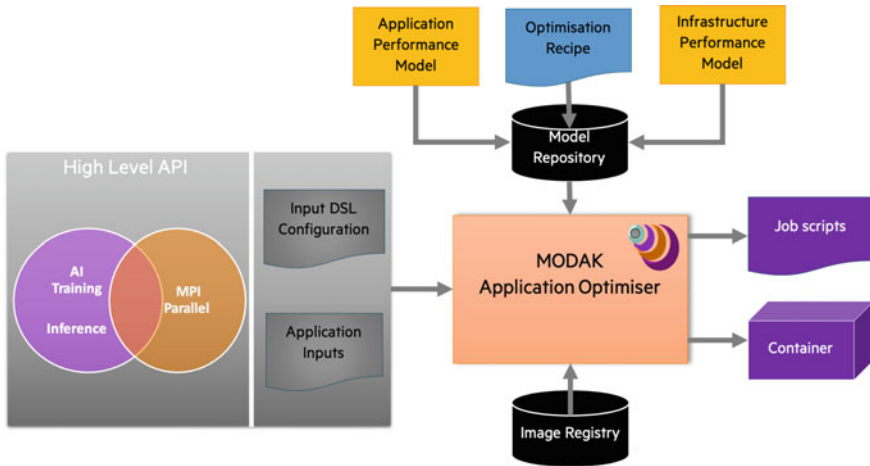 Application
Performance
Model
Optimisation
Recipe
Infrastructure
Performance
Model
Model
Repository
High Level API
AI
Training
Inference
MPI
Parallel
Input DSL
Configuration
Application
Inputs
MODAK
Application Optimiser
Job scripts
Container
Image Registry